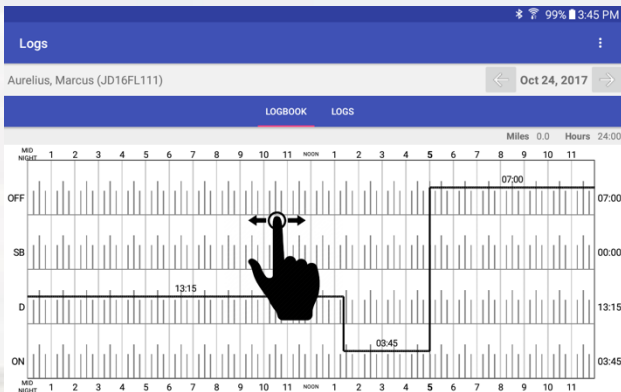 99% 3:45 PM
Logs
Aurelius, Marcus (JD16FL111)
Oct 24, 2017
LOGBOOK LOGS
Miles 0.0 Hours 24:00
MID NIGHT 1 2 3 4 5 6 7 8 9 10 11 NOON 1 2 3 4 5 6 7 8 9 10 11
07:00
OFF 07:00
SB 00:00
13:15
D 13:15
03:45
ON 03:45
MID NIGHT 1 2 3 4 5 6 7 8 9 10 11 NOON 1 2 3 4 5 6 7 8 9 10 11